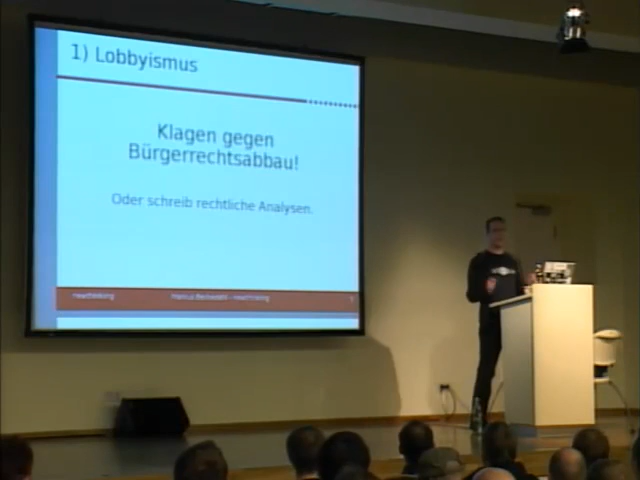 1) Lobbyismus
Klagen gegen
Bürgerrechtsabbau!
Oder schreib rechtliche Analysen.